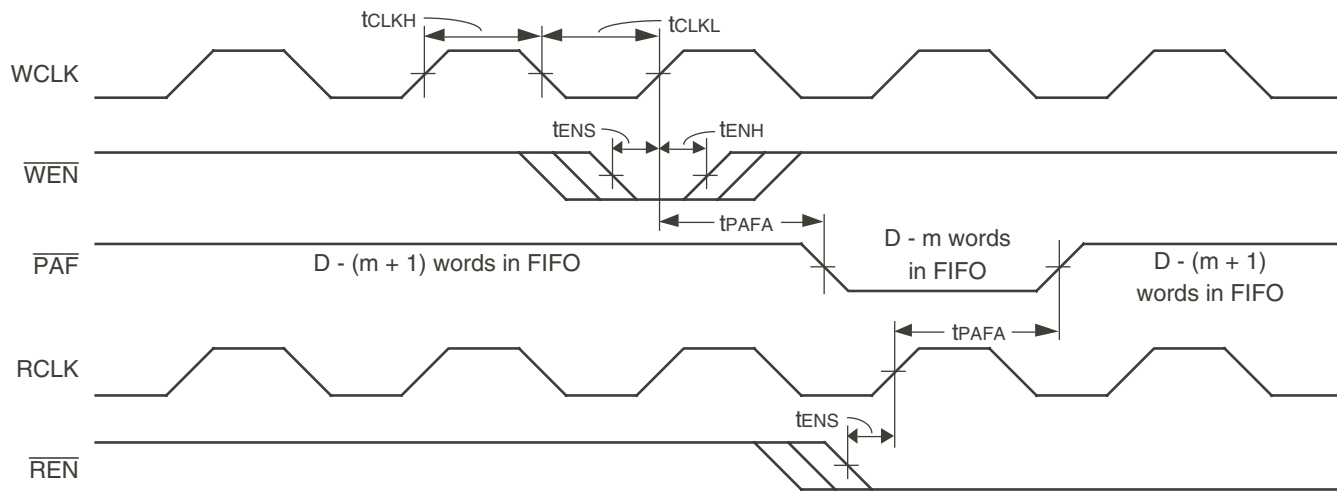 tCLKH
tCLKL
WCLK
tENS
tENH
WEN
tPAFA
PAF
D - (m + 1) words in FIFO
D - m words
in FIFO
D - (m + 1)
words in FIFO
tPAFA
RCLK
tENS
REN